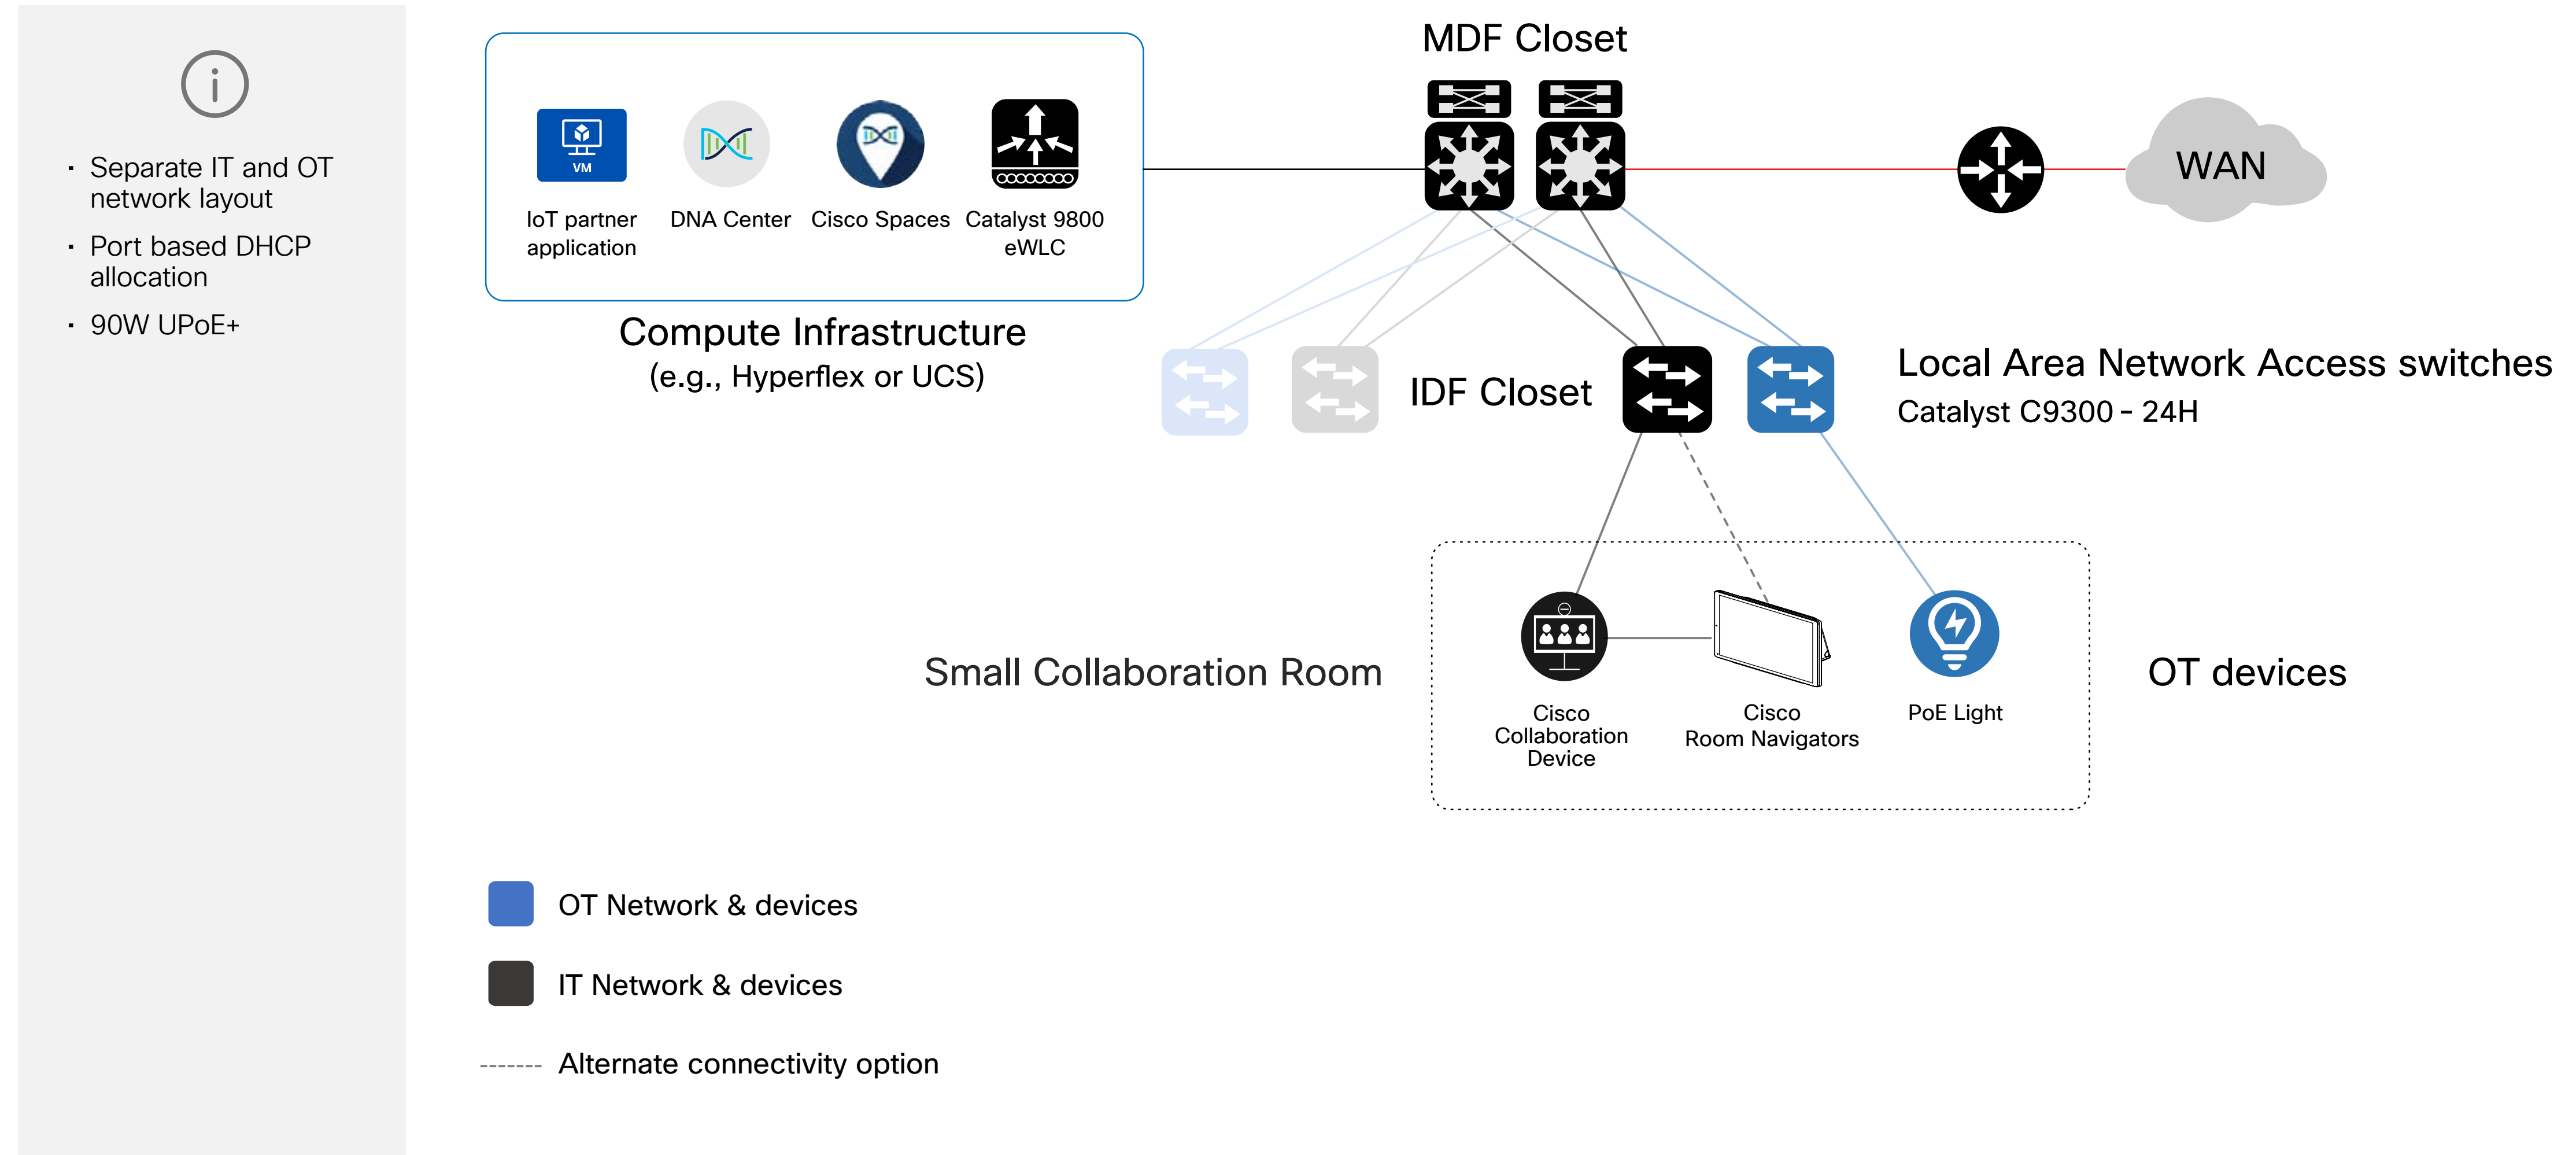 · Separate IT and OT
network layout
· Port based DHCP
allocation
· 90W UPoE+
MDF Closet
VM
IoT partner
application
DNA Center
Cisco Spaces
Catalyst 9800
eWLC
WAN
Compute Infrastructure
(e.g., Hyperflex or UCS)
IDF Closet
Local Area Network Access switches
Catalyst C9300 - 24H
Small Collaboration Room
Cisco
Collaboration
Device
Cisco
Room Navigators
PoE Light
OT devices
OT Network & devices
IT Network & devices
Alternate connectivity option